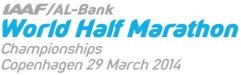 IAAF/AL-Bank
World Half Marathon
Championships
Copenhagen 29 March 2014